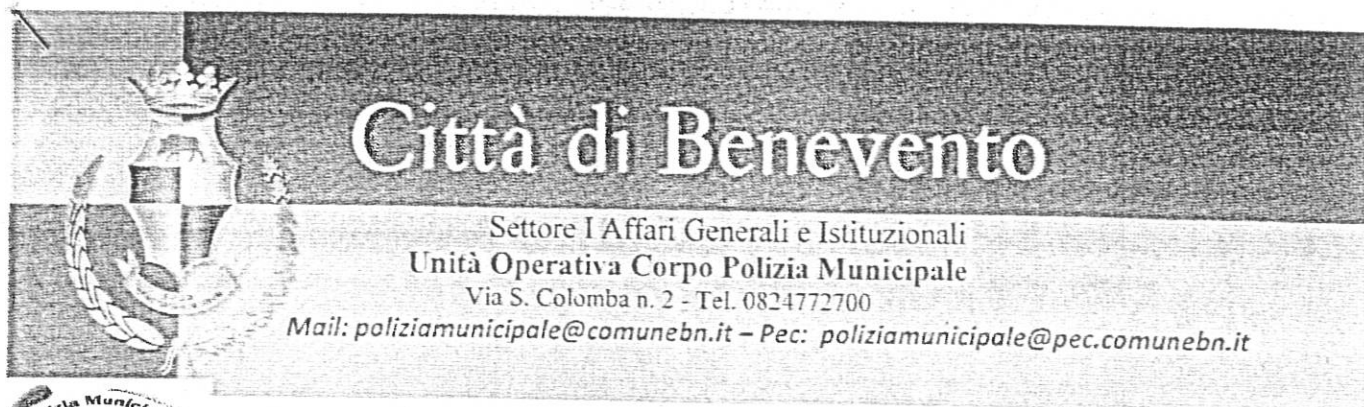 Città di Benevento
Settore I Affari Generali e Istituzionali
Unità Operativa Corpo Polizia Municipale
Via S. Colomba n. 2 - Tel. 0824772700
Mail: poliziamunicipale@comunebn.it – Pec: poliziamunicipale@pec.comunebn.it